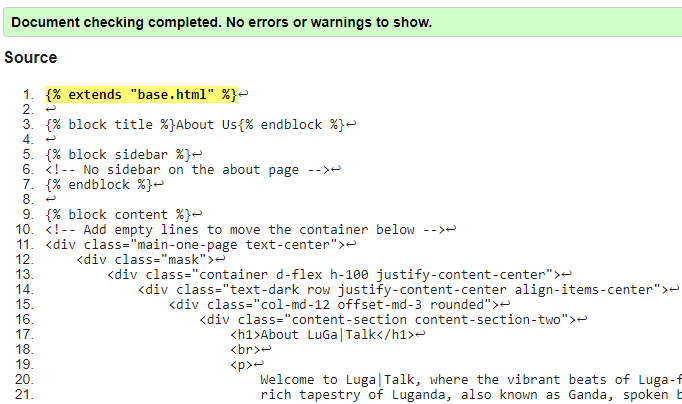 Document checking completed. No errors or warnings to show.
Source
1. {% extends "base.html" %}↩
2. ↩
3. {% block title %}About Us{% endblock %}↩
4. ↩
5. {% block sidebar %}↩
6. <!-- No sidebar on the about page -->↩
7. {% endblock %}↩
8. ↩
9. {% block content %}↩
10. <!-- Add empty lines to move the container below -->↩
11. <div class="main-one-page text-center">↩
12. <div class="mask">↩
13. <div class="container d-flex h-100 justify-content-center">↩
14. <div class="text-dark row justify-content-center align-items-center">↩
15. <div class="col-md-12 offset-md-3 rounded">↩
16. <div class="content-section content-section-two">↩
17. <h1>About LuGa|Talk</h1>↩
18. <br>↩
19. <p>↩
20. Welcome to Luga|Talk, where the vibrant beats of Luga-f
21. rich tapestry of Luganda, also known as Ganda, spoken b